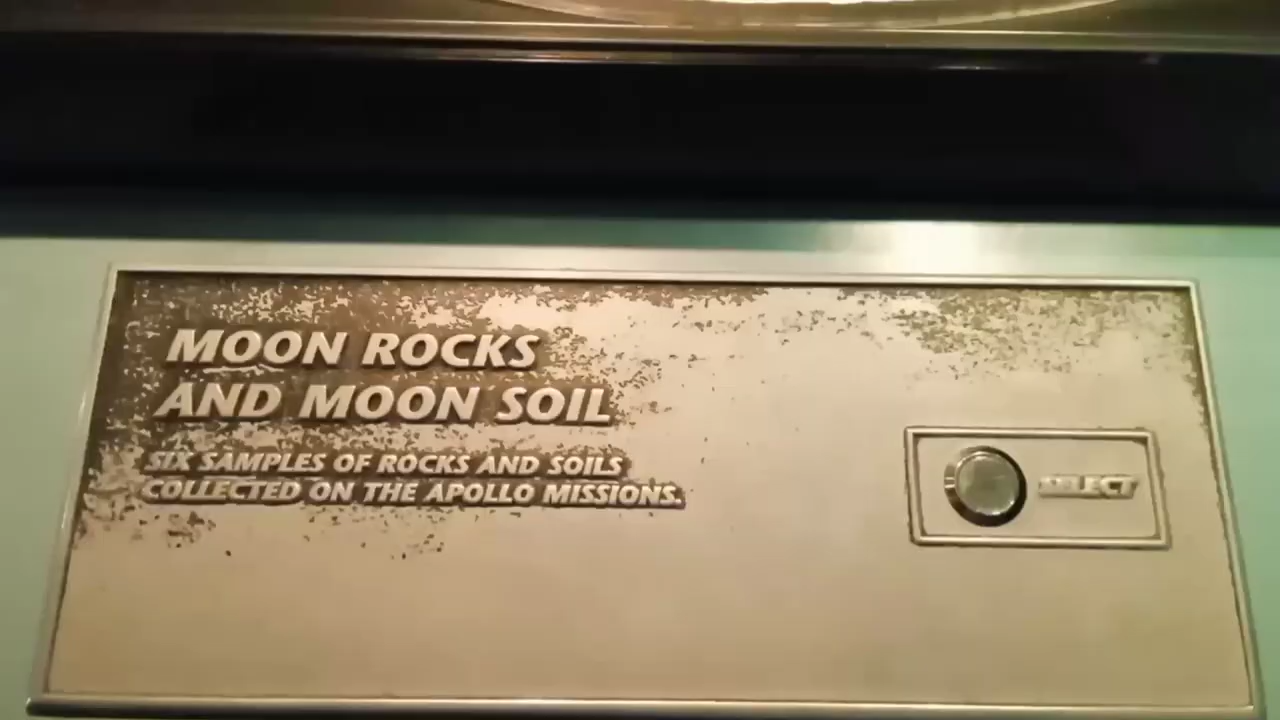 MOON ROCKS
AND MOON SOIL
SIX SAMPLES OF ROCKS AND SOILS
COLLECTED ON THE APOLLO MISSIONS.
SELECT